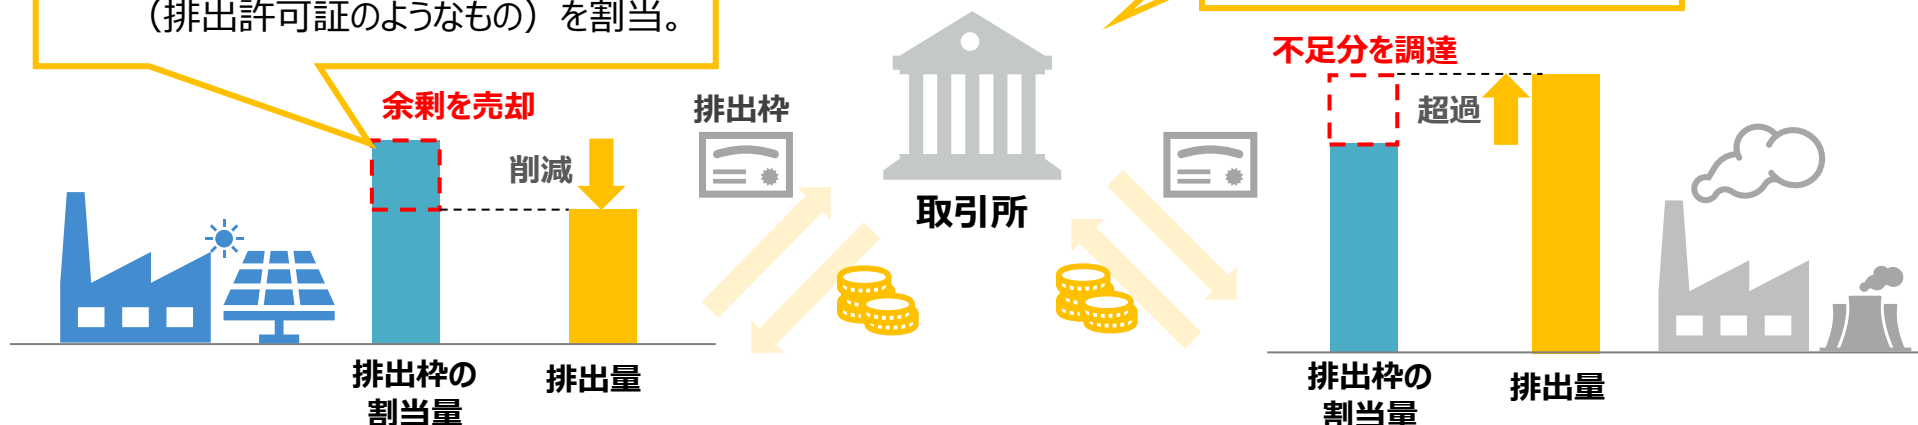 （排出許可証のようなもの）を割当。
余剰を売却
削減
排出枠
取引所
不足分を調達
超過
排出枠の
割当量
排出量
排出枠の
割当量
排出量